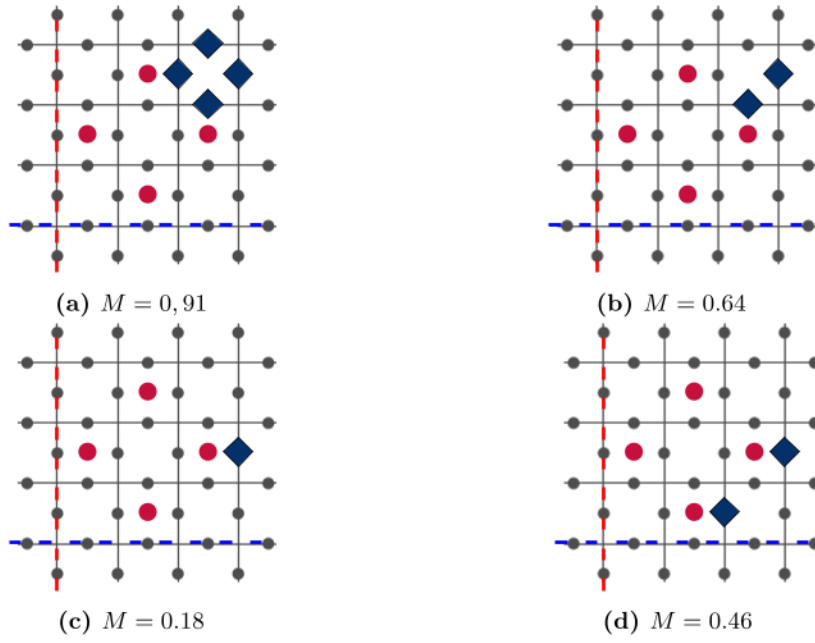 (a) M = 0, 91
(b) M = 0.64
(c) M = 0.18
(d) M = 0.46